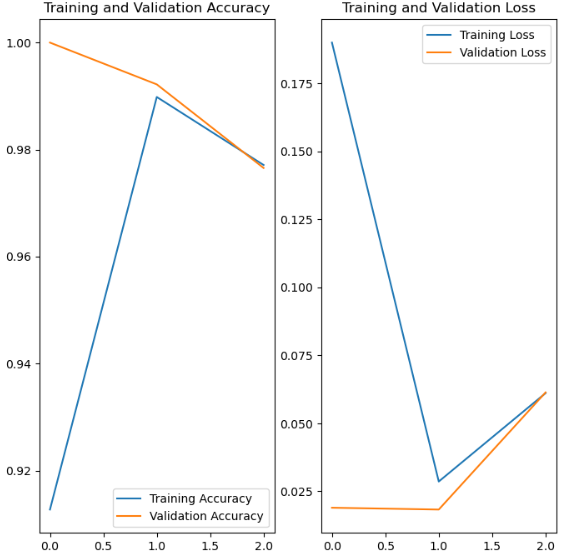 Training and Validation Accuracy
1.00
0.98
0.96
0.94
0.92
Training Accuracy
Validation Accuracy
0.0 0.5 1.0 1.5 2.0
Training and Validation Loss
Training Loss
Validation Loss
0.175
0.150
0.125
0.100
0.075
0.050
0.025
0.0 0.5 1.0 1.5 2.0